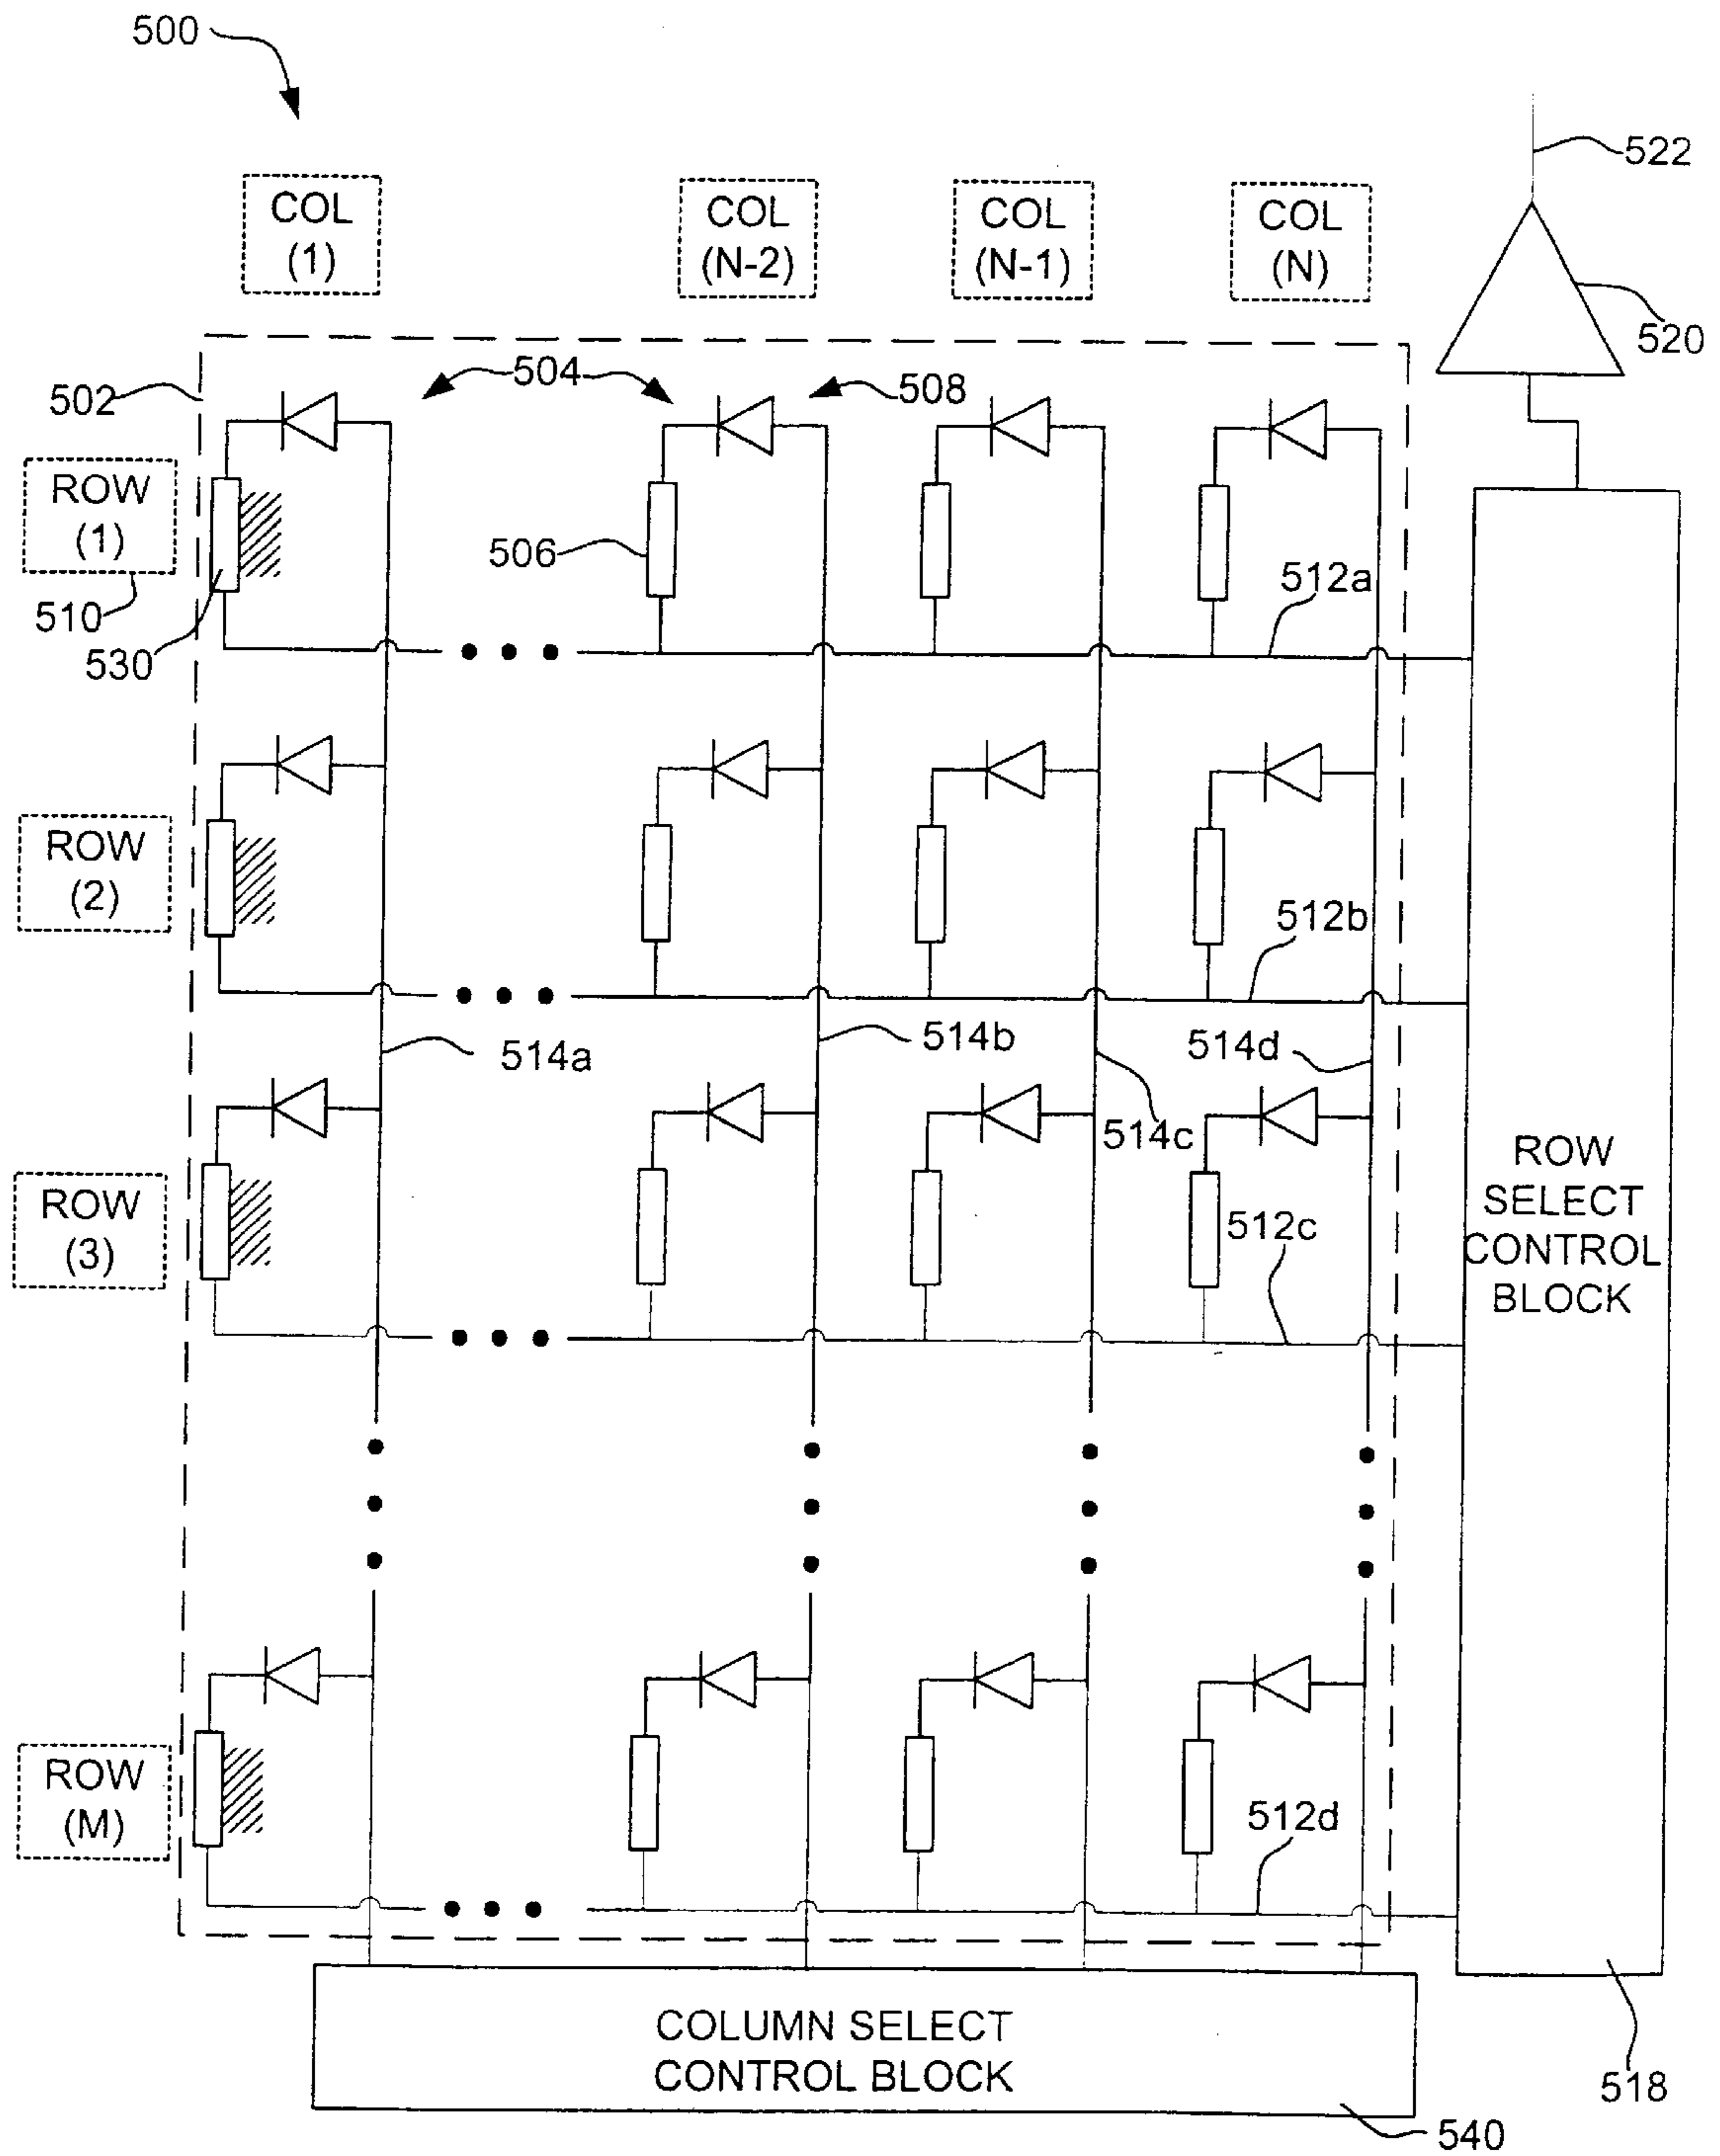 500
522
COL
(1)
COL
(N-2)
COL
(N-1)
COL
(N)
520
502
504
508
ROW
(1)
506
512a
510
530
ROW
(2)
512b
514a
514b
514d
514c
ROW
(3)
512c
ROW
SELECT
CONTROL
BLOCK
ROW
(M)
512d
COLUMN SELECT
CONTROL BLOCK
518
540